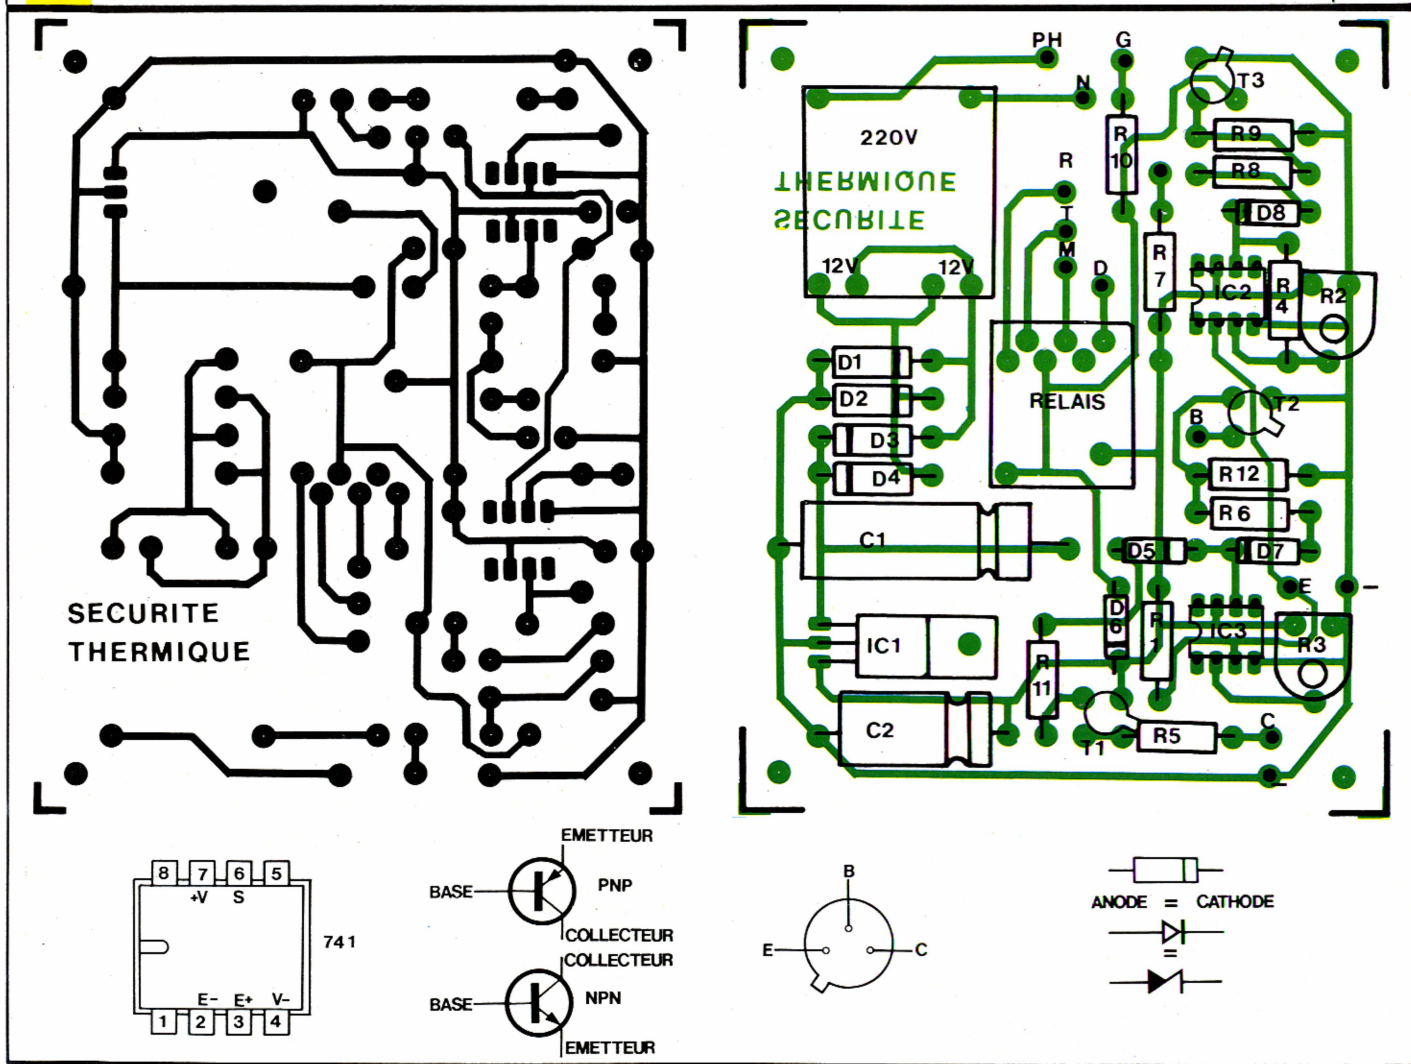 SECURITE
THERMIQUE
PH
G
N
T3
220V
R
10
R9
R
R8
THERMIQUE
SECURITE
T
D8
M
12V
12V
D
R
7
IC2
R
4
R2
D1
D2
RELAIS
T2
B
D3
D4
R12
R6
C1
D5
D7
E
-
D
6
R
1
IC3
R3
IC1
R
11
C2
T1
R5
C
-
8 7 6 5
+V S
741
E- E+ V-
1 2 3 4
EMETTEUR
BASE
PNP
COLLECTEUR
COLLECTEUR
BASE
NPN
EMETTEUR
B
E
C
ANODE = CATHODE
=